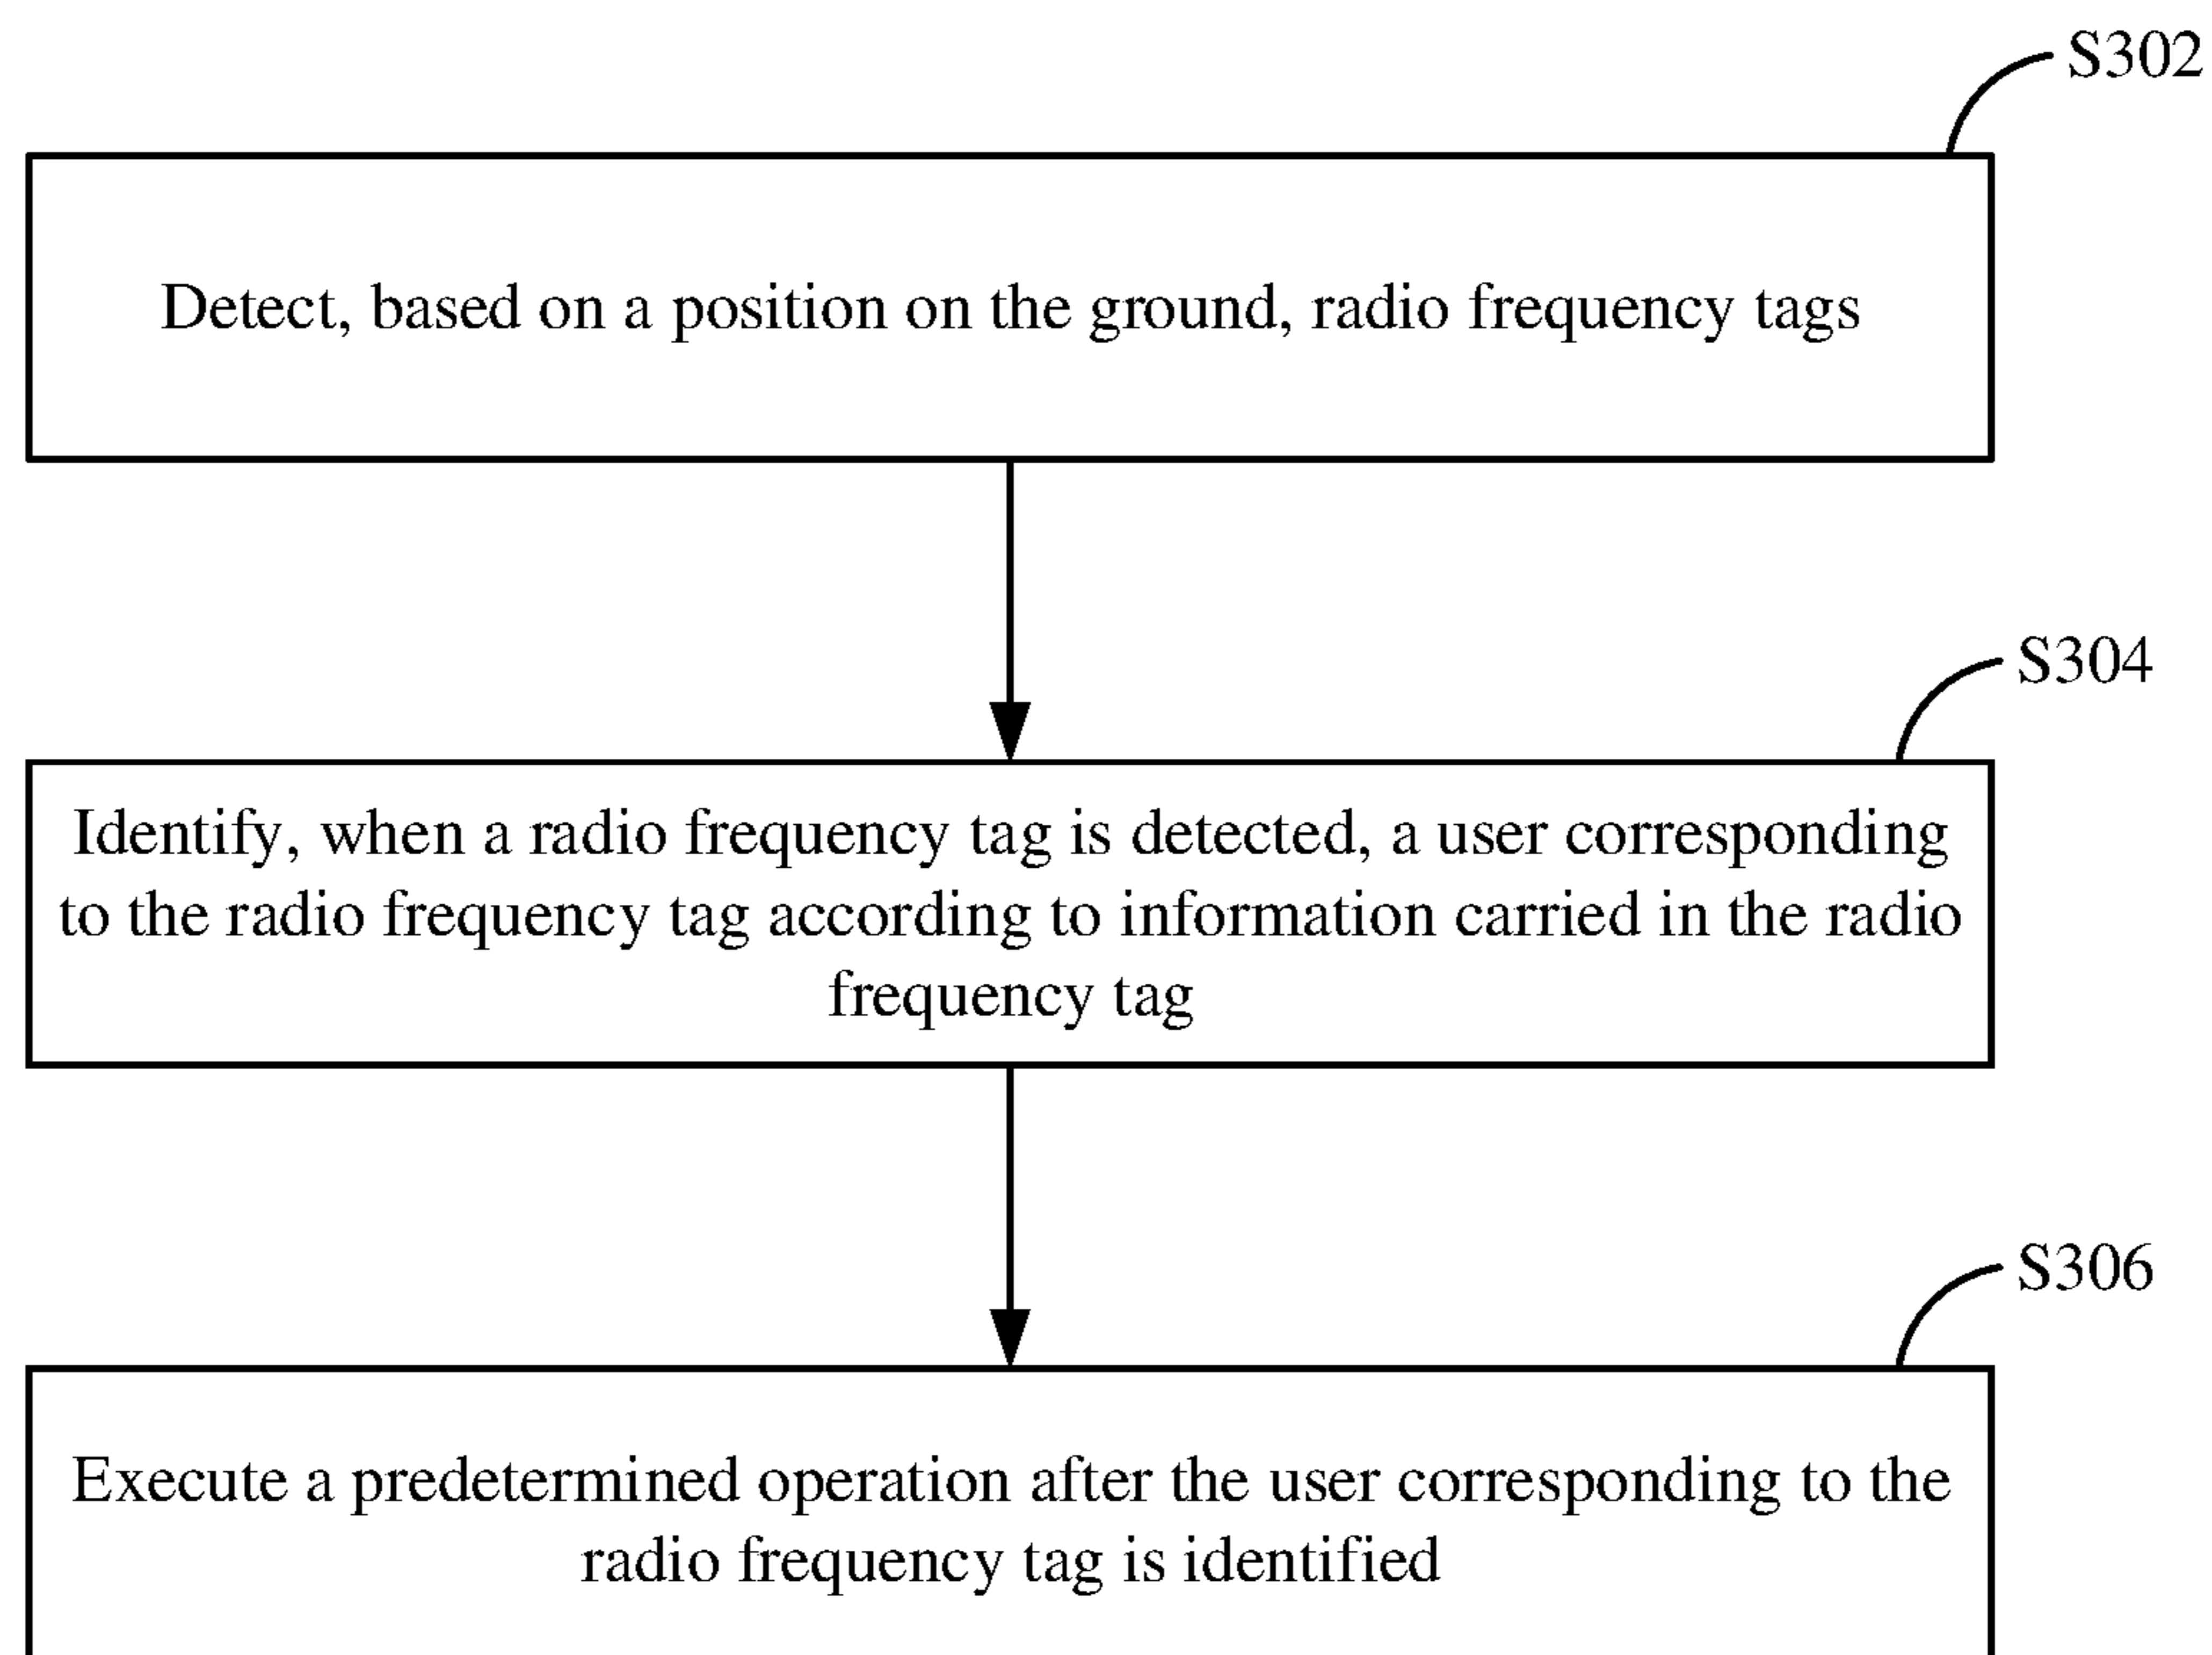 S302
Detect, based on a position on the ground, radio frequency tags
S304
Identify, when a radio frequency tag is detected, a user corresponding
to the radio frequency tag according to information carried in the radio
frequency tag
S306
Execute a predetermined operation after the user corresponding to the
radio frequency tag is identified